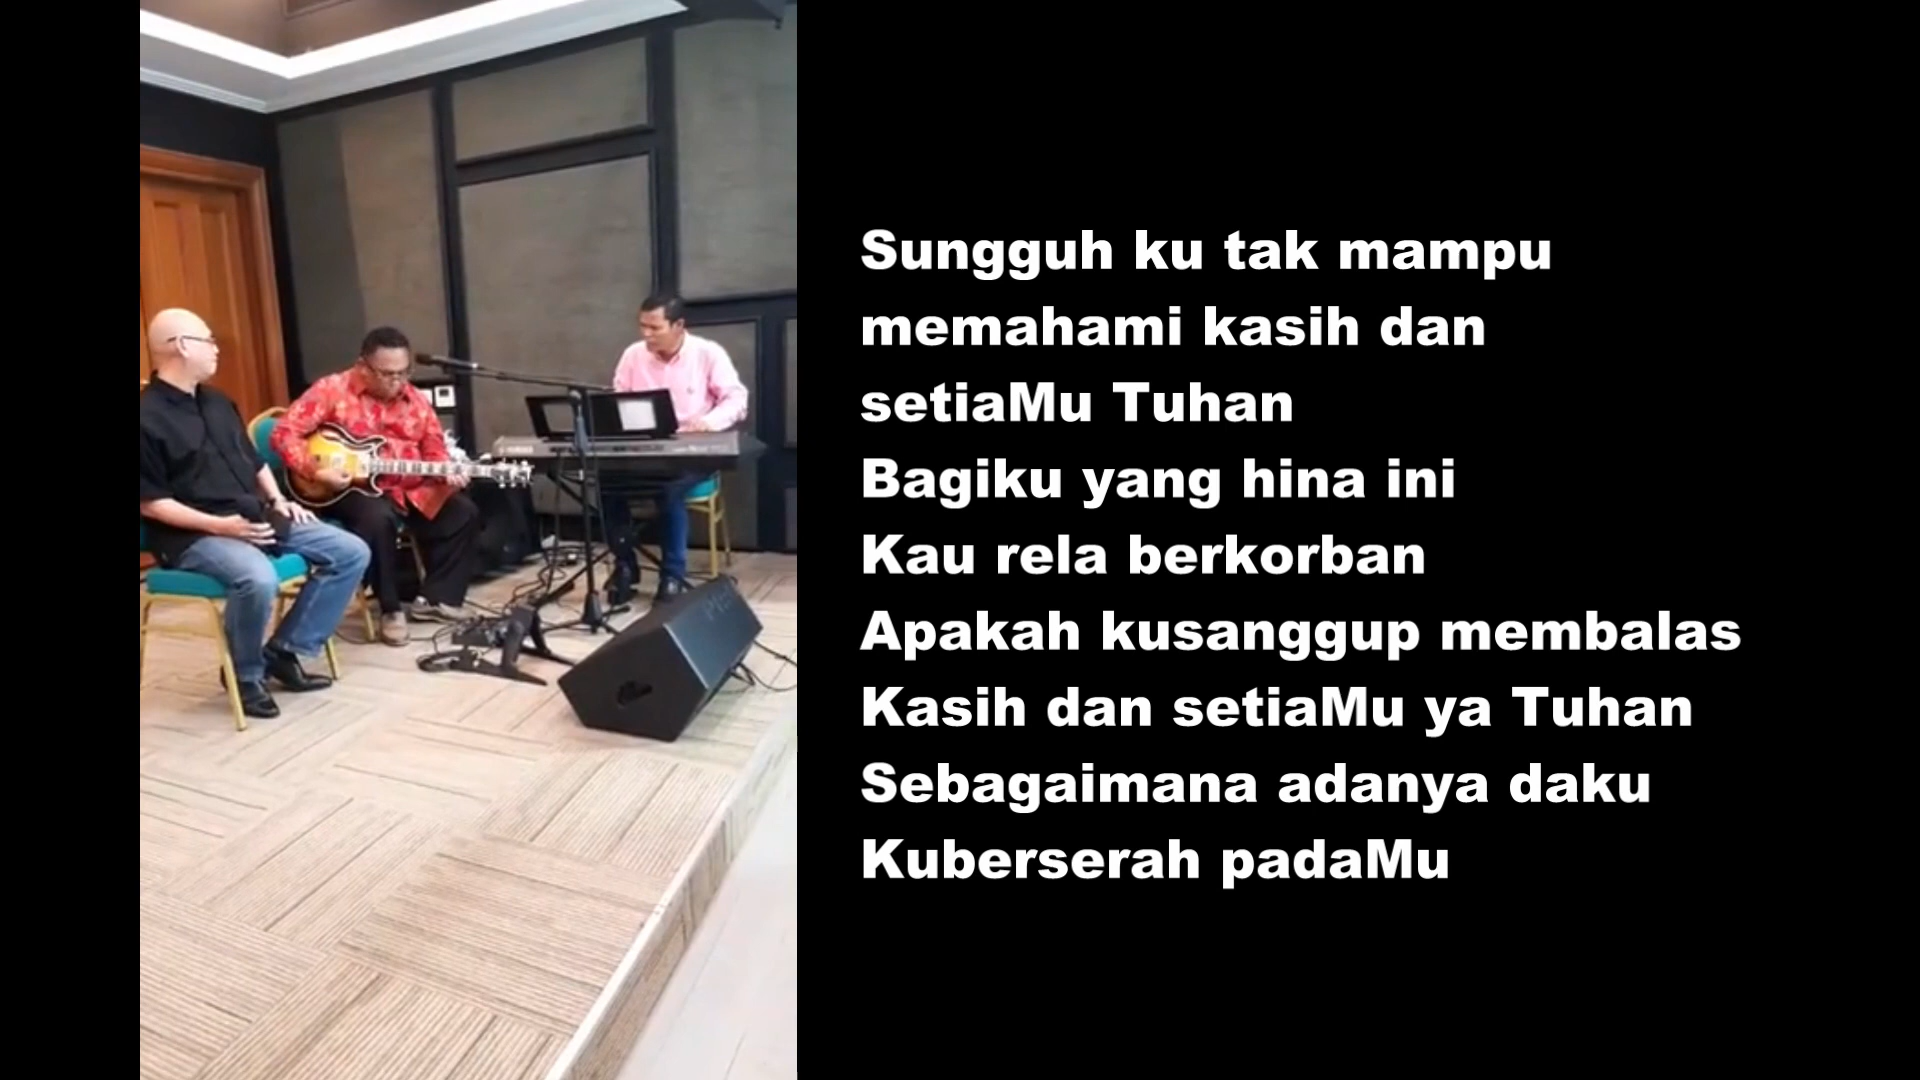 Sungguh ku tak mampu
memahami kasih dan
setiaMu Tuhan
Bagiku yang hina ini
Kau rela berkorban
Apakah kusanggup membalas
Kasih dan setiaMu ya Tuhan
Sebagaimana adanya daku
Kuberserah padaMu